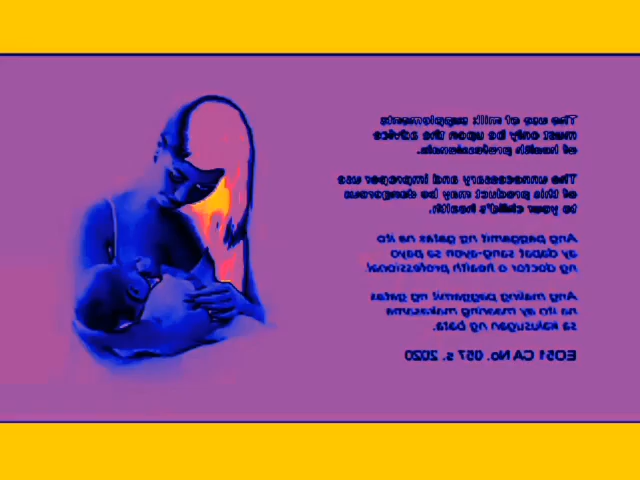 The use of milk supplements
must only be upon the advice
of health professionals.
The unnecessary and improper use
of this product may be dangerous
to your child's health.
Ang paggamit ng gatas na ito
ay dapat sang-ayon sa payo
ng doctor o health professional
Ang maling paggamit ng gatas
na ito ay maaring makasama
sa kalusugan ng bata.
EO51 CA No. 057 s. 2020